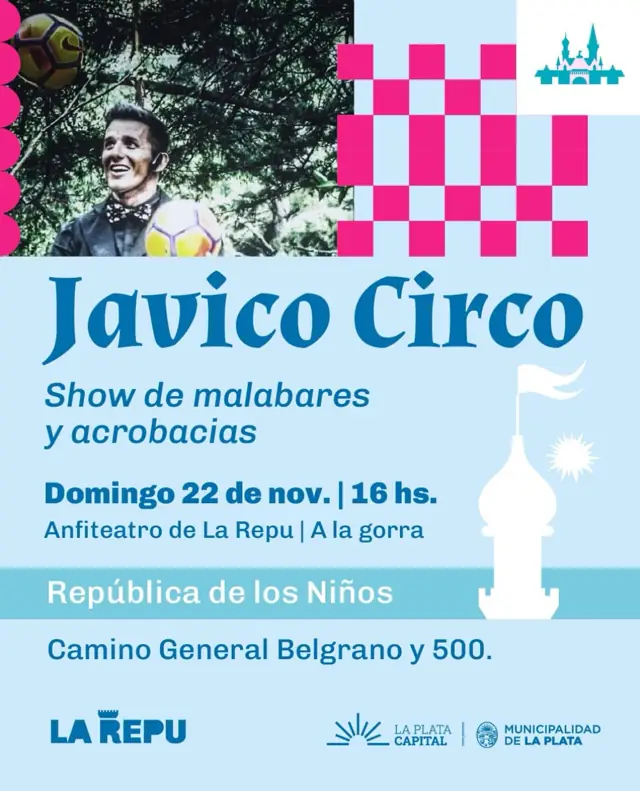 Javico Circo
Show de malabares
y acrobacias
Domingo 22 de nov. | 16 hs.
Anfiteatro de La Repu | A la gorra
República de los Niños
Camino General Belgrano y 500.
LA REPU
LA PLATA
CAPITAL
MUNICIPALIDAD
DE LA PLATA